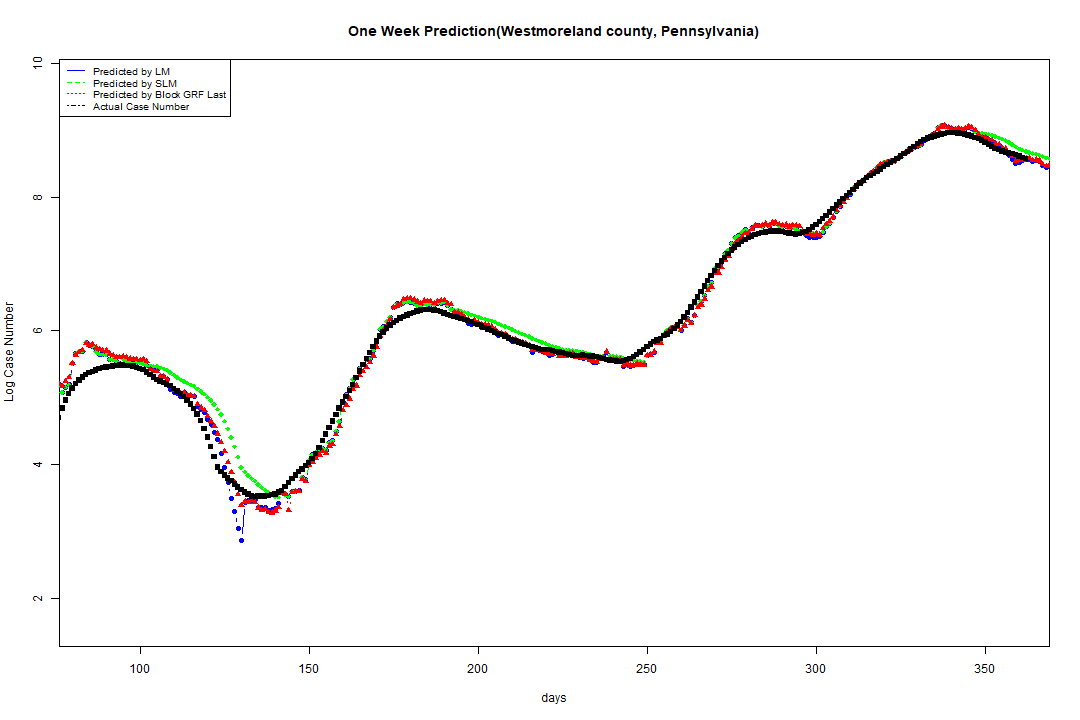 One Week Prediction(Westmoreland county, Pennsylvania)
Predicted by LM
Predicted by SLM
Predicted by Block GRF Last
Actual Case Number
Log Case Number
10
8
6
4
2
100 150 200 250 300 350
days